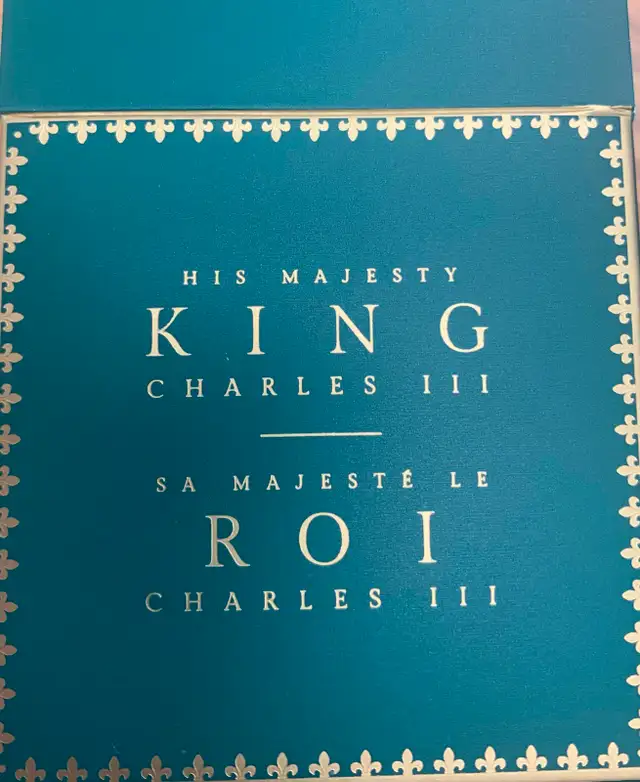 HIS MAJESTY
KING
CHARLES III
SA MAJESTÉ LE
ROI
CHARLES III